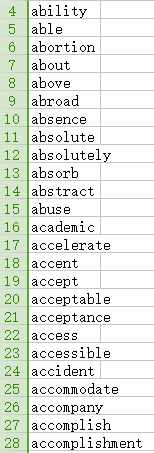 4 ability
5 able
6 abortion
7 about
8 above
9 abroad
10 absence
11 absolute
12 absolutely
13 absorb
14 abstract
15 abuse
16 academic
17 accelerate
18 accent
19 accept
20 acceptable
21 acceptance
22 access
23 accessible
24 accident
25 accommodate
26 accompany
27 accomplish
28 accomplishment